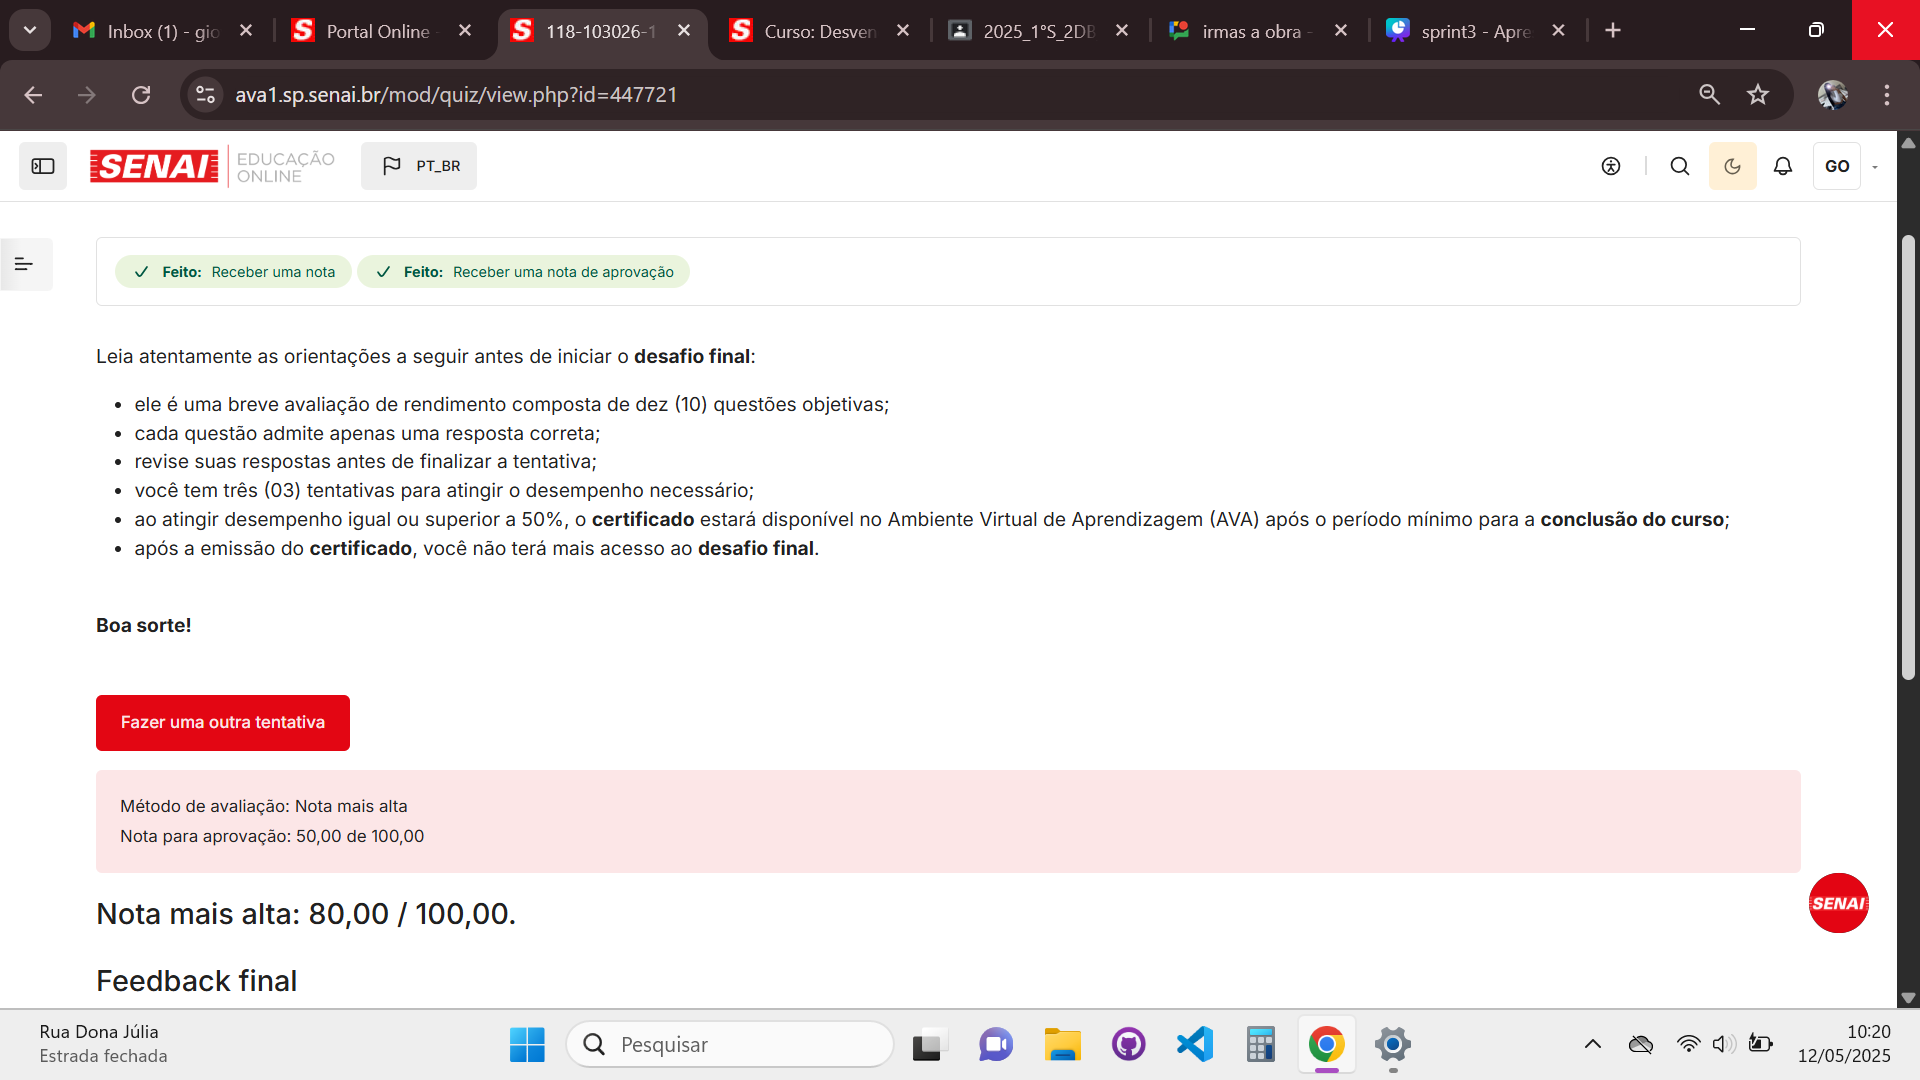 Inbox (1) - gio
Portal Online -
118-103026-1
Curso: Desven
2025_1°S_2DB
irmas a obra -
sprint3 - Apre
ava1.sp.senai.br/mod/quiz/view.php?id=447721
SENAI
EDUCAÇÃO
ONLINE
PT_BR
GO
Feito: Receber uma nota
Feito: Receber uma nota de aprovação
Leia atentamente as orientações a seguir antes de iniciar o desafio final:
• ele é uma breve avaliação de rendimento composta de dez (10) questões objetivas;
• cada questão admite apenas uma resposta correta;
• revise suas respostas antes de finalizar a tentativa;
• você tem três (03) tentativas para atingir o desempenho necessário;
• ao atingir desempenho igual ou superior a 50%, o certificado estará disponível no Ambiente Virtual de Aprendizagem (AVA) após o período mínimo para a conclusão do curso;
• após a emissão do certificado, você não terá mais acesso ao desafio final.
Boa sorte!
Fazer uma outra tentativa
Método de avaliação: Nota mais alta
Nota para aprovação: 50,00 de 100,00
SENAI
Nota mais alta: 80,00 / 100,00.
Feedback final
Rua Dona Júlia
Estrada fechada
Pesquisar
10:20
12/05/2025